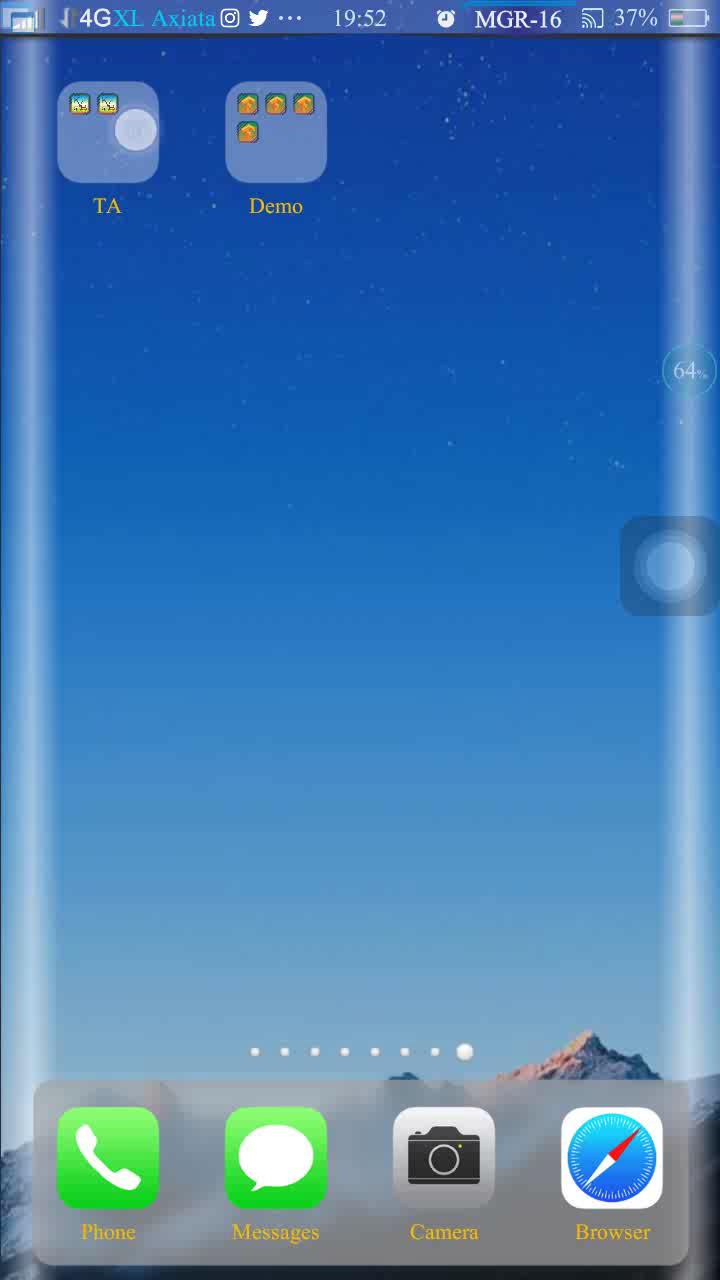 4G XL Axiata ... 19:52 MGR-16 37%
TA Demo
64%
Phone Messages Camera Browser